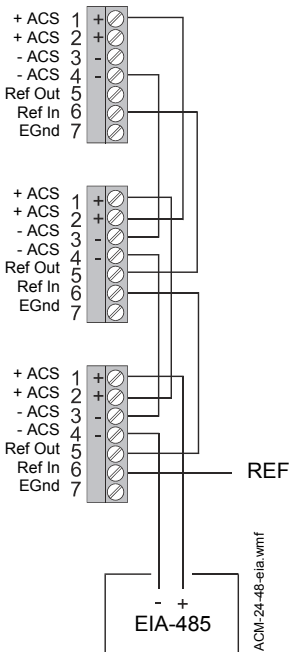 + ACS 1 +
+ ACS 2 +
- ACS 3 -
- ACS 4 -
Ref Out 5
Ref In 6
EGnd 7
+ ACS 1 +
+ ACS 2 +
- ACS 3 -
- ACS 4 -
Ref Out 5
Ref In 6
EGnd 7
+ ACS 1 +
+ ACS 2 +
- ACS 3 -
- ACS 4 -
Ref Out 5
Ref In 6
EGnd 7
REF
- +
EIA-485
ACM-24-48-eia.wmf